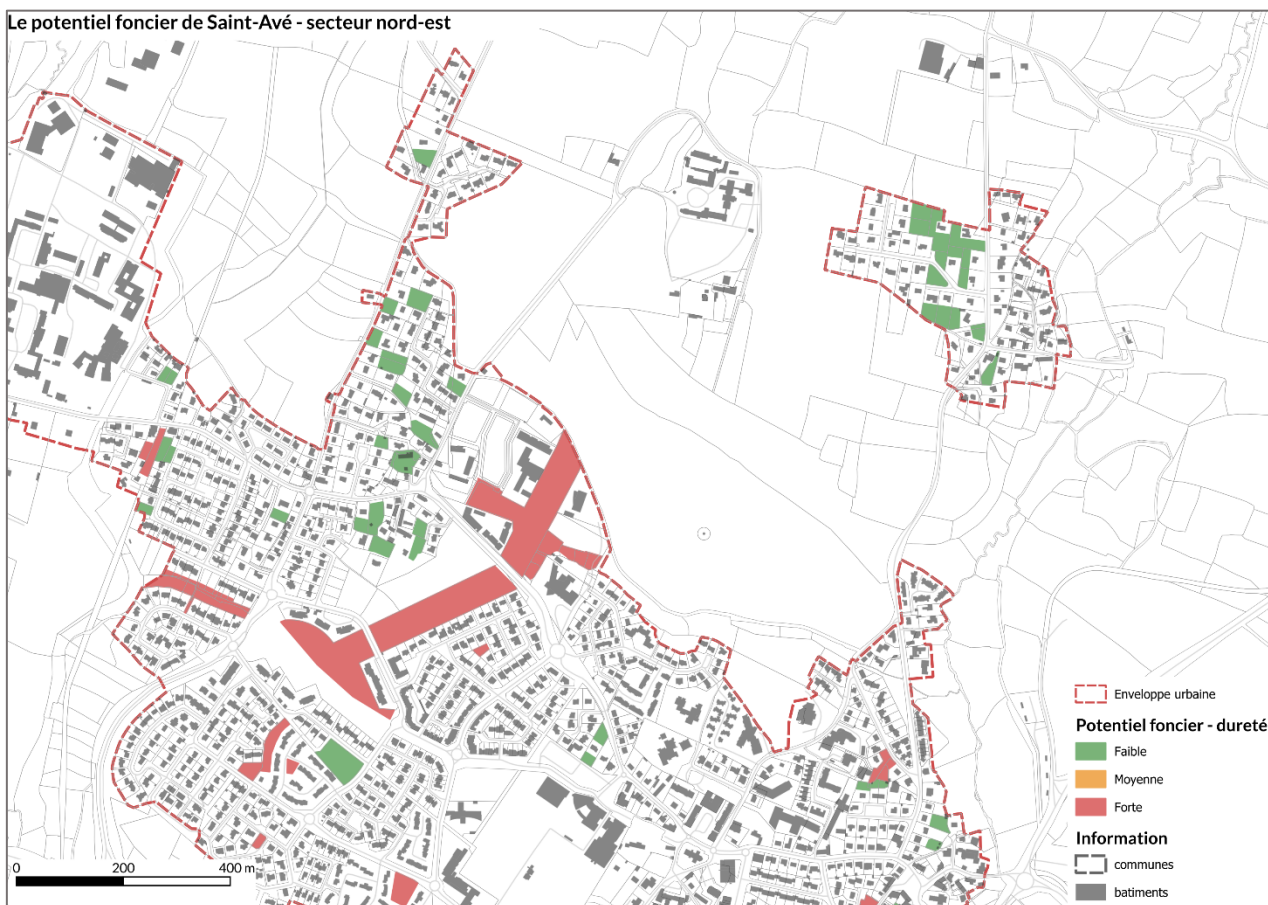 Le potentiel foncier de Saint-Avé - secteur nord-est
Enveloppe urbaine
Potentiel foncier - dureté
Faible
Moyenne
Forte
Information
communes
batiments
0 200 400 m